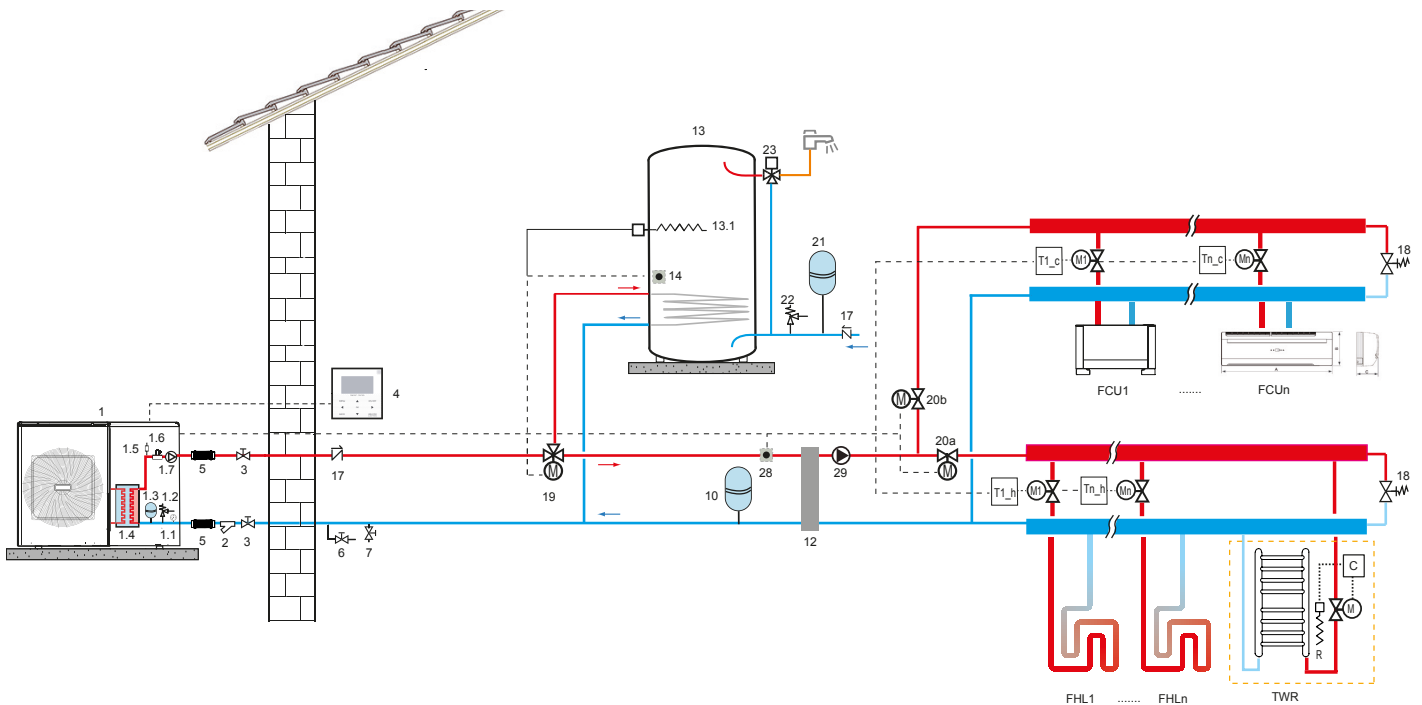 13
23
13.1
21
14
22
17
T1_c
M1
Tn_c
Mn
18
FCU1
.......
FCUn
A
B
C
4
1
1.6
1.5
1.7
5
3
17
M
19
28
29
M
20b
20a
M
1.3
1.2
1.4
1.1
5
2
3
6
7
10
12
T1_h
M1
Tn_h
Mn
18
C
M
R
FHL1
.......
FHLn
TWR